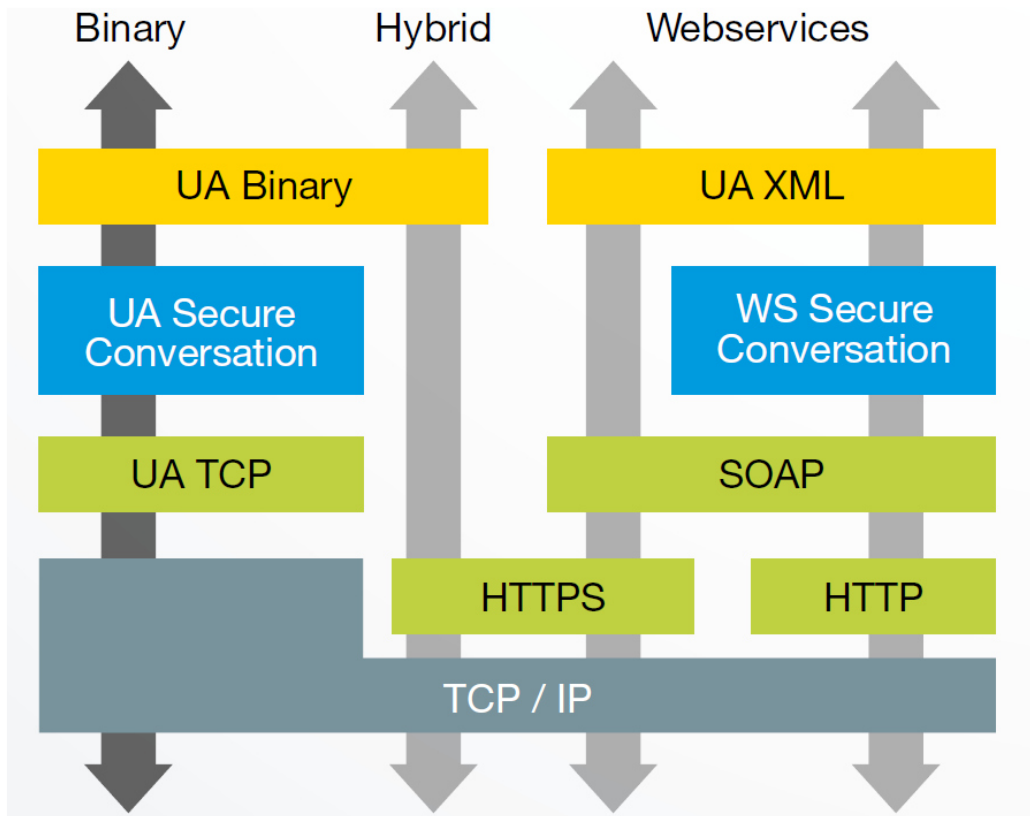 Binary
Hybrid
Webservices
UA Binary
UA XML
UA Secure
Conversation
WS Secure
Conversation
UA TCP
SOAP
HTTPS
HTTP
TCP / IP